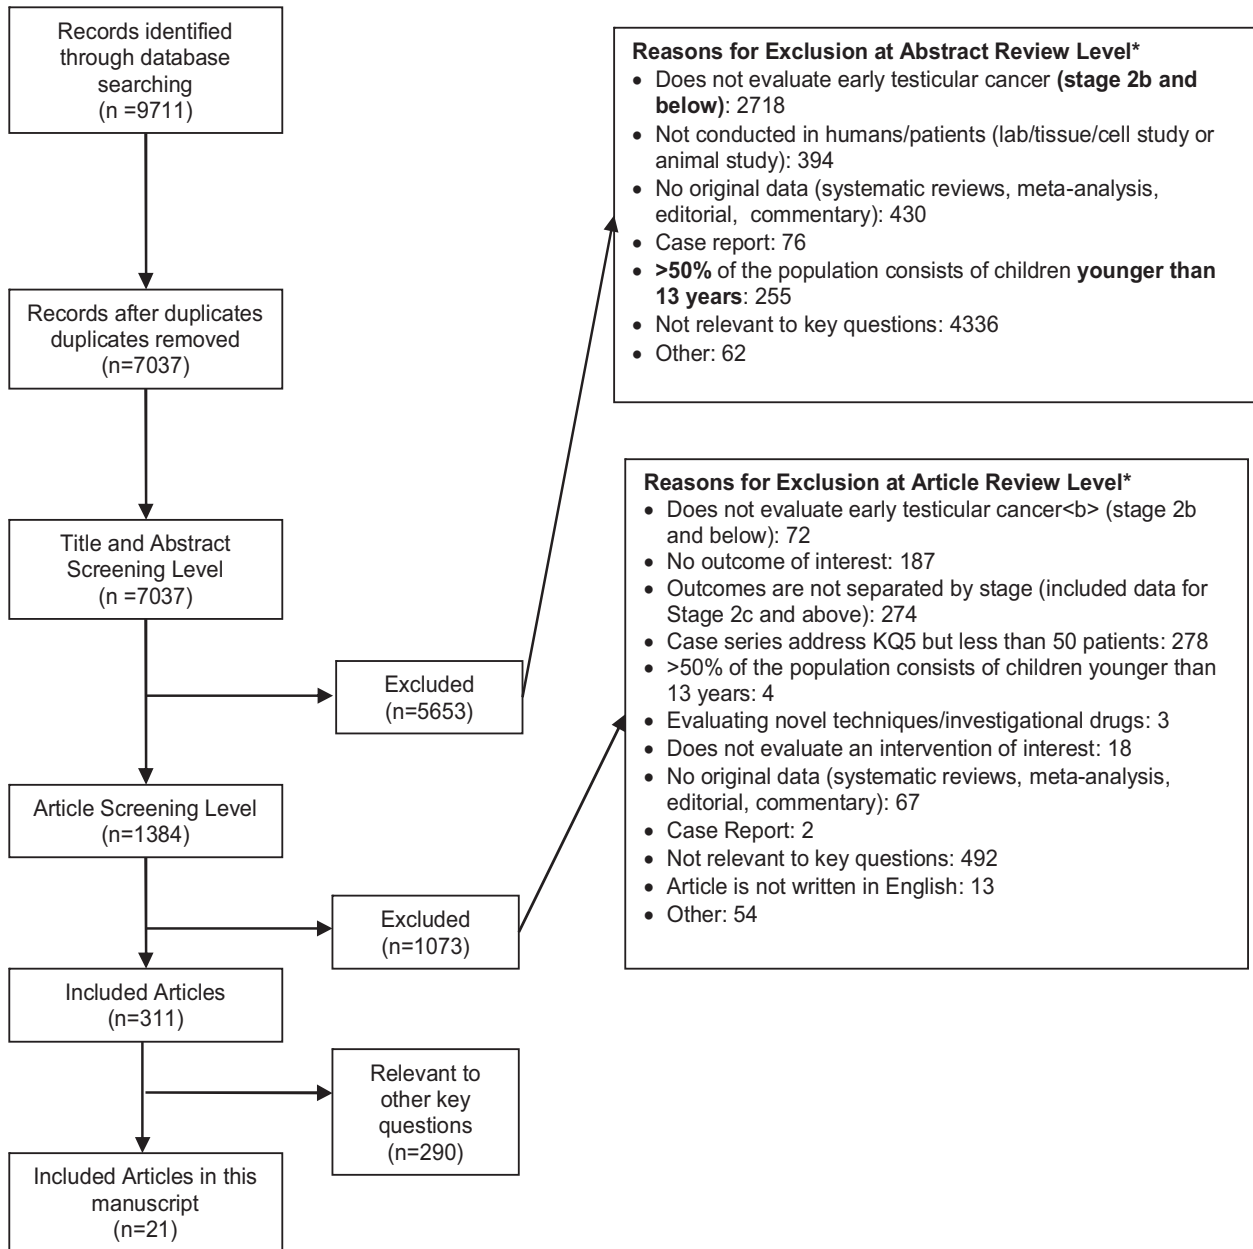 Records identified
through database
searching
(n =9711)
Records after duplicates
duplicates removed
(n=7037)
Title and Abstract
Screening Level
(n =7037)
Excluded
(n=5653)
Article Screening Level
(n=1384)
Excluded
(n=1073)
Included Articles
(n=311)
Relevant to
other key
questions
(n=290)
Included Articles in this
manuscript
(n=21)
Reasons for Exclusion at Abstract Review Level*
• Does not evaluate early testicular cancer (stage 2b and
below): 2718
• Not conducted in humans/patients (lab/tissue/cell study or
animal study): 394
• No original data (systematic reviews, meta-analysis,
editorial, commentary): 430
• Case report: 76
• >50% of the population consists of children younger than
13 years: 255
• Not relevant to key questions: 4336
• Other: 62
Reasons for Exclusion at Article Review Level*
• Does not evaluate early testicular cancer<b> (stage 2b
and below): 72
• No outcome of interest: 187
• Outcomes are not separated by stage (included data for
Stage 2c and above): 274
• Case series address KQ5 but less than 50 patients: 278
• >50% of the population consists of children younger than
13 years: 4
• Evaluating novel techniques/investigational drugs: 3
• Does not evaluate an intervention of interest: 18
• No original data (systematic reviews, meta-analysis,
editorial, commentary): 67
• Case Report: 2
• Not relevant to key questions: 492
• Article is not written in English: 13
• Other: 54